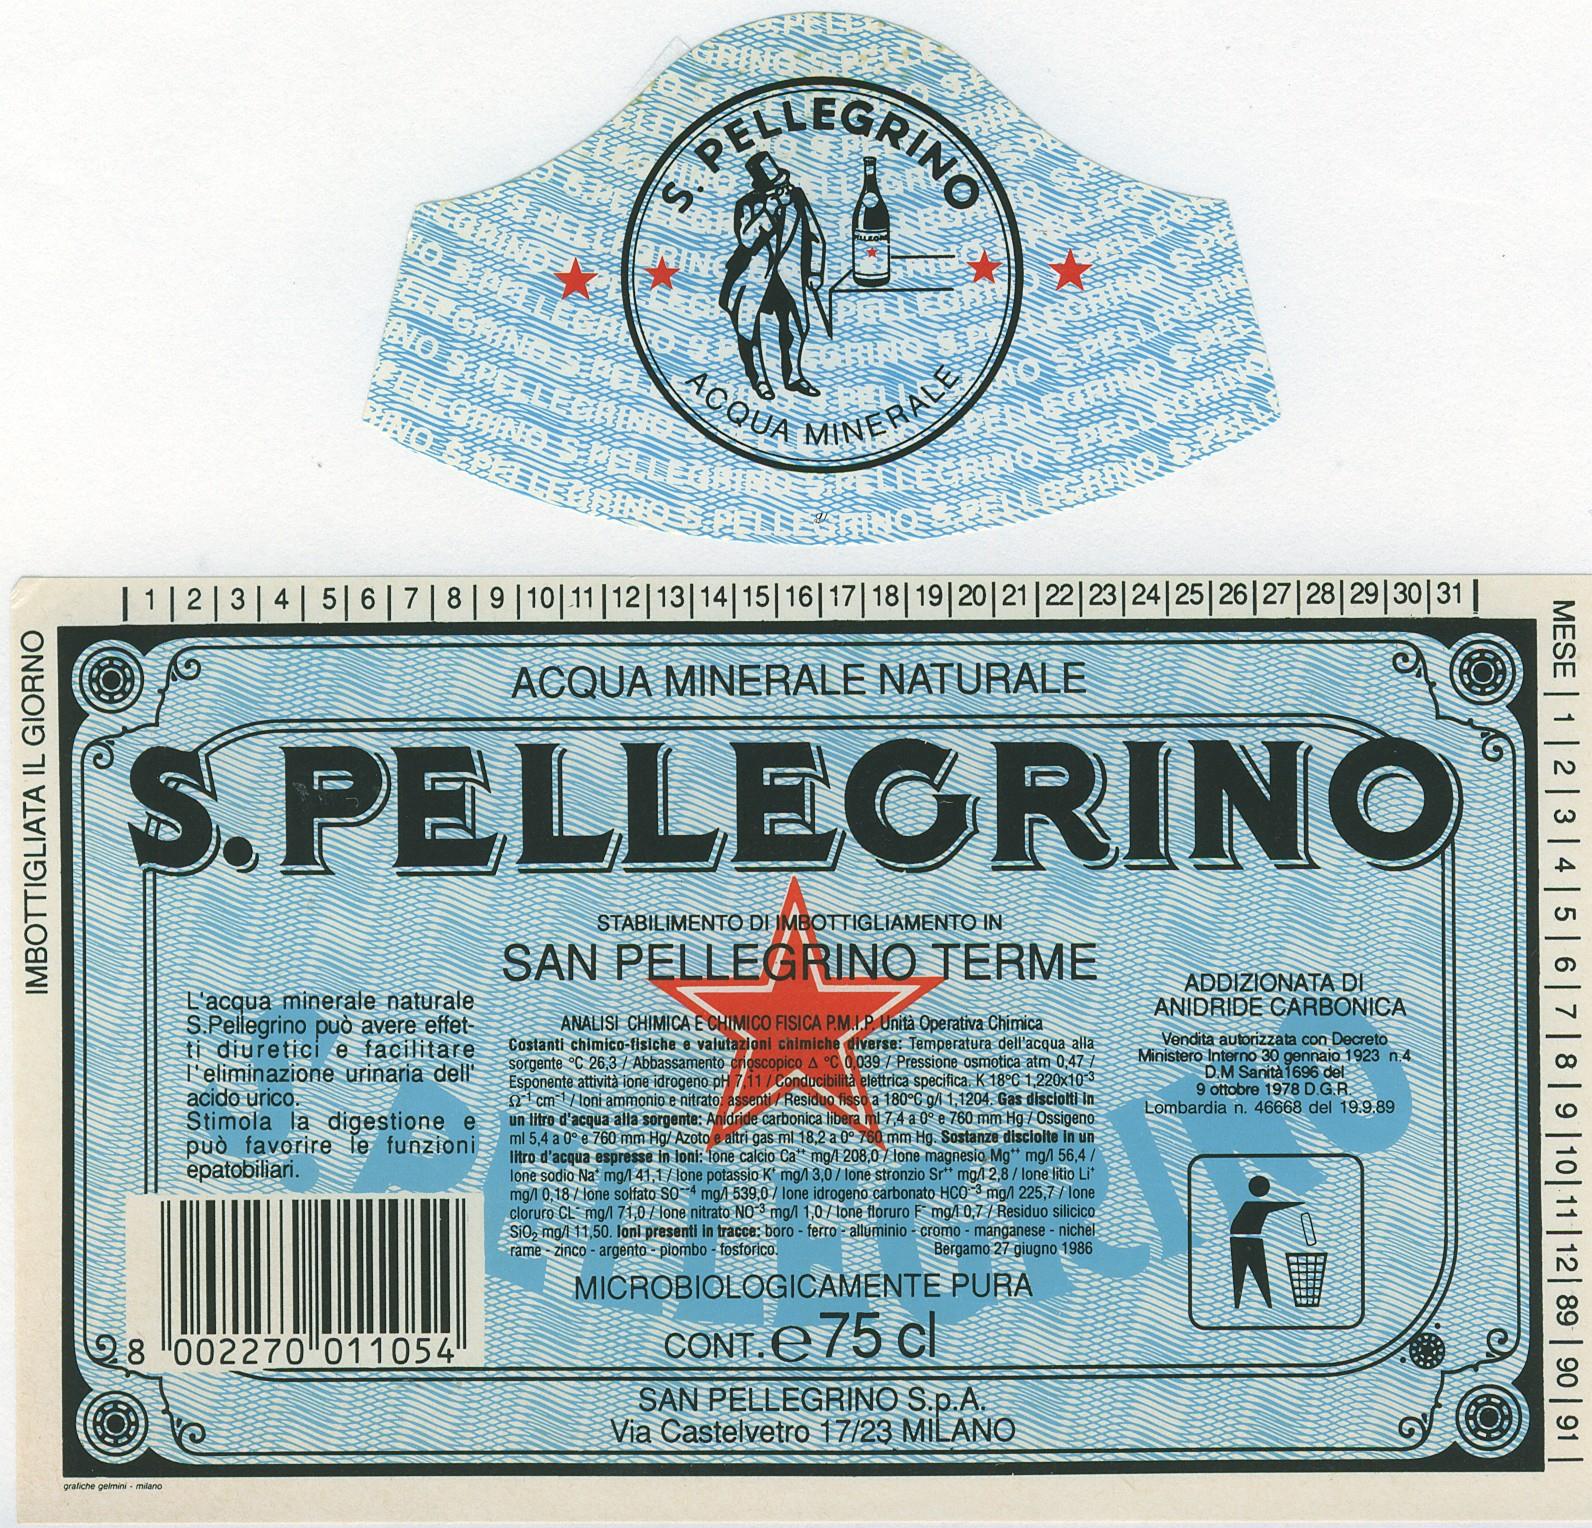 S. PELLEGRINO
ACQUA MINERALE
1 | 2 | 3 | 4 | 5 | 6 | 7 | 8 | 9 | 10 | 11 | 12 | 13 | 14 | 15 | 16 | 17 | 18 | 19 | 20 | 21 | 22 | 23 | 24 | 25 | 26 | 27 | 28 | 29 | 30 | 31 |
IMBOTTIGLIATA IL GIORNO
MESE | 1 | 2 | 3 | 4 | 5 | 6 | 7 | 8 | 9 | 10 | 11 | 12 | 89 | 90 | 91 |
ACQUA MINERALE NATURALE
S.PELLEGRINO
STABILIMENTO DI IMBOTTIGLIAMENTO IN
SAN PELLEGRINO TERME
L'acqua minerale naturale
S.Pellegrino può avere effet-
ti diuretici e facilitare
l'eliminazione urinaria dell'
acido urico.
Stimola la digestione e
può favorire le funzioni
epatobiliari.
ANALISI CHIMICA E CHIMICO FISICA P.M.I.P. Unità Operativa Chimica
Costanti chimico-fisiche e valutazioni chimiche diverse: Temperatura dell'acqua alla
sorgente °C 26,3 / Abbassamento crioscopico Δ °C 0,039 / Pressione osmotica atm 0,47 /
Esponente attività ione idrogeno pH 7,11 / Conducibilità elettrica specifica. K 18°C 1,220x10⁻³
Ω⁻¹ cm⁻¹ / Ioni ammonio e nitrato: assenti / Residuo fisso a 180°C g/l 1,1204. Gas disciolti in
un litro d'acqua alla sorgente: Anidride carbonica libera ml 7,4 a 0° e 760 mm Hg / Ossigeno
ml 5,4 a 0° e 760 mm Hg/ Azoto e altri gas ml 18,2 a 0° 760 mm Hg. Sostanze disciolte in un
litro d'acqua espresse in Ioni: Ione calcio Ca⁺⁺ mg/l 208,0 / Ione magnesio Mg⁺⁺ mg/l 56,4 /
Ione sodio Na⁺ mg/l 41,1 / Ione potassio K⁺ mg/l 3,0 / Ione stronzio Sr⁺⁺ mg/l 2,8 / Ione litio Li⁺
mg/l 0,18 / Ione solfato SO⁻⁻⁴ mg/l 539,0 / Ione idrogeno carbonato HCO⁻³ mg/l 225,7 / Ione
cloruro CL⁻ mg/l 71,0 / Ione nitrato NO⁻³ mg/l 1,0 / Ione floruro F⁻ mg/l 0,7 / Residuo silicico
SiO₂ mg/l 11,50. Ioni presenti in tracce: boro - ferro - alluminio - cromo - manganese - nichel
rame - zinco - argento - piombo - fosforico. Bergamo 27 giugno 1986
ADDIZIONATA DI
ANIDRIDE CARBONICA
Vendita autorizzata con Decreto
Ministero Interno 30 gennaio 1923 n.4
D.M Sanità 1696 del
9 ottobre 1978 D.G.R.
Lombardia n. 46668 del 19.9.89
MICROBIOLOGICAMENTE PURA
CONT. e 75 cl
8 002270 011054
SAN PELLEGRINO S.p.A.
Via Castelvetro 17/23 MILANO
grafiche gelmini - milano